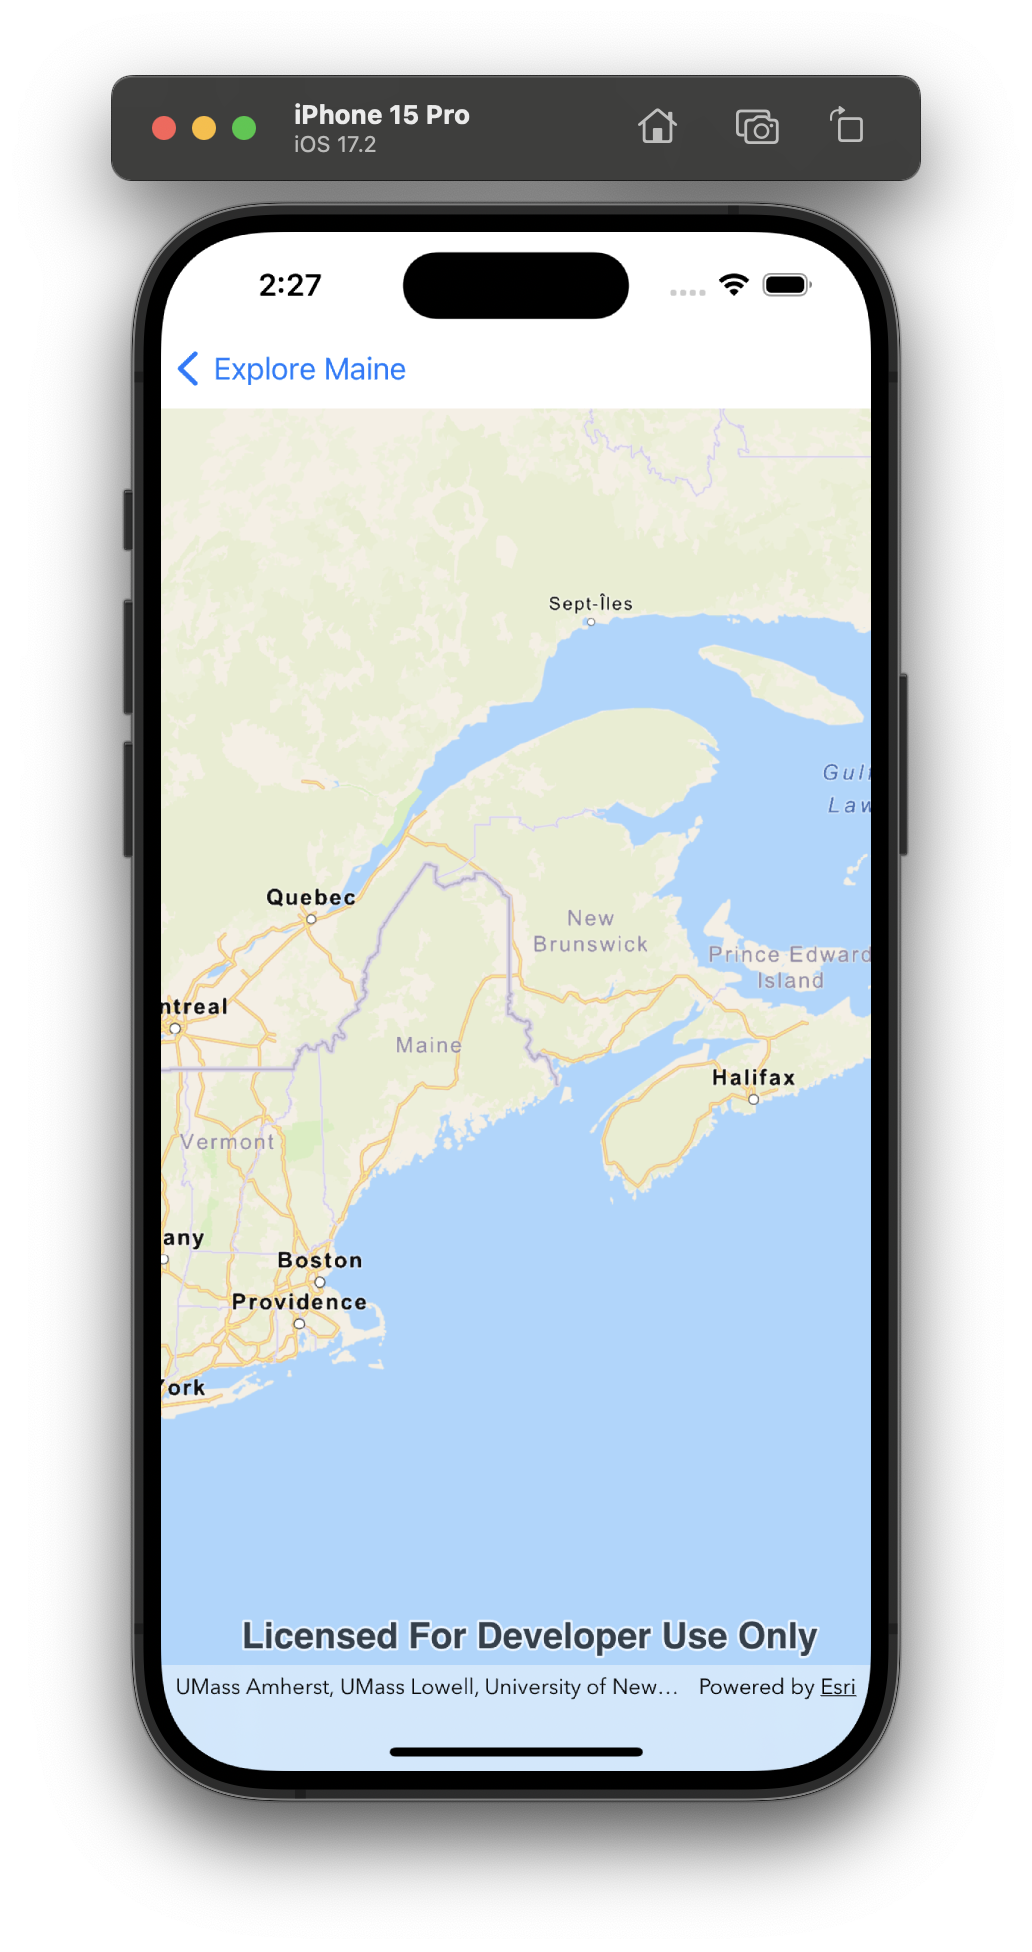 iPhone 15 Pro
iOS 17.2
2:27
Explore Maine
Sept-Îles
Gulf
Law
Quebec
New
Brunswick
Prince Edward
Island
ntreal
Maine
Halifax
Vermont
any
Boston
Providence
York
Licensed For Developer Use Only
UMass Amherst, UMass Lowell, University of New... Powered by Esri